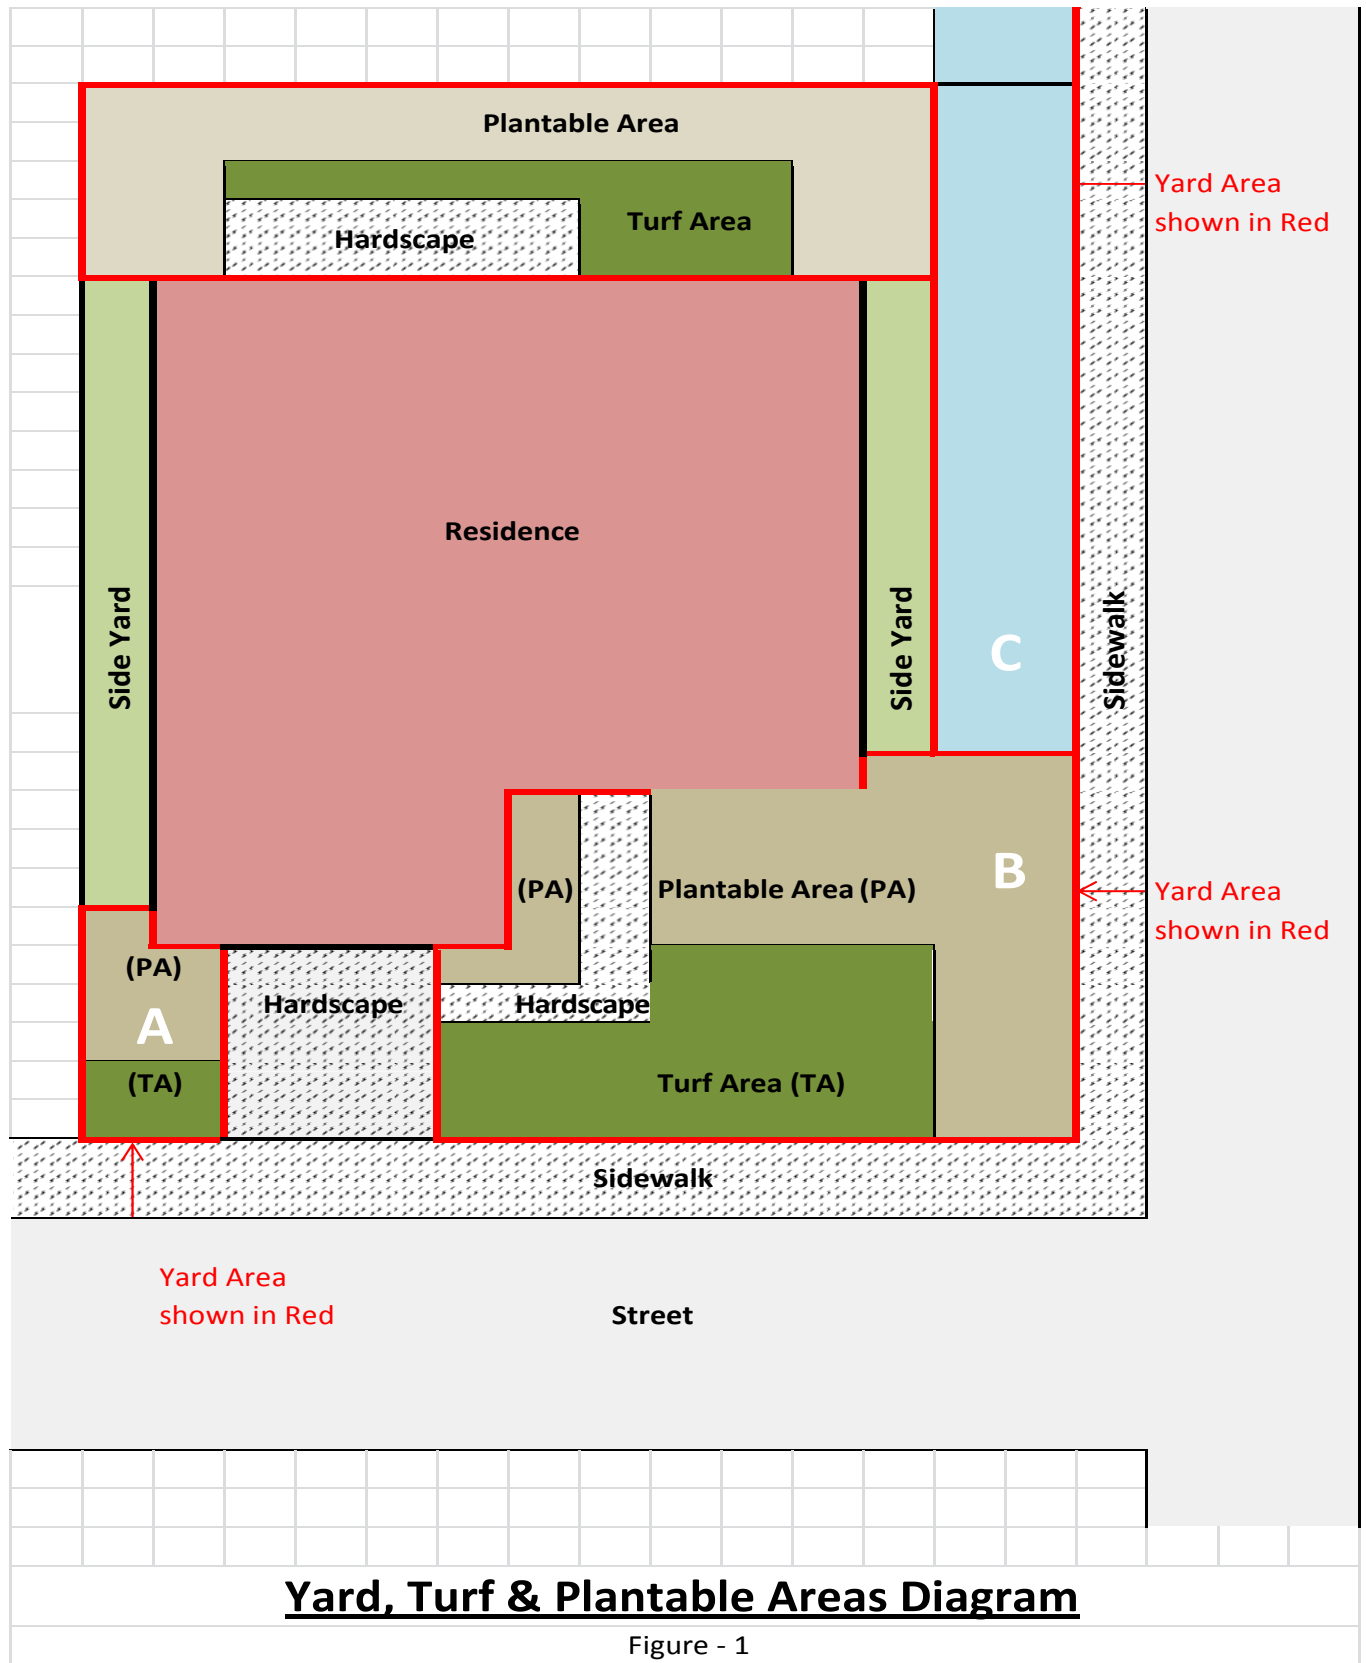 Plantable Area
Yard Area
shown in Red
Turf Area
Hardscape
Residence
Side Yard
Side Yard
C
Sidewalk
(PA)
Plantable Area (PA)
B
Yard Area
shown in Red
(PA)
A
Hardscape
Hardscape
(TA)
Turf Area (TA)
Sidewalk
Yard Area
shown in Red
Street
Yard, Turf & Plantable Areas Diagram
Figure - 1